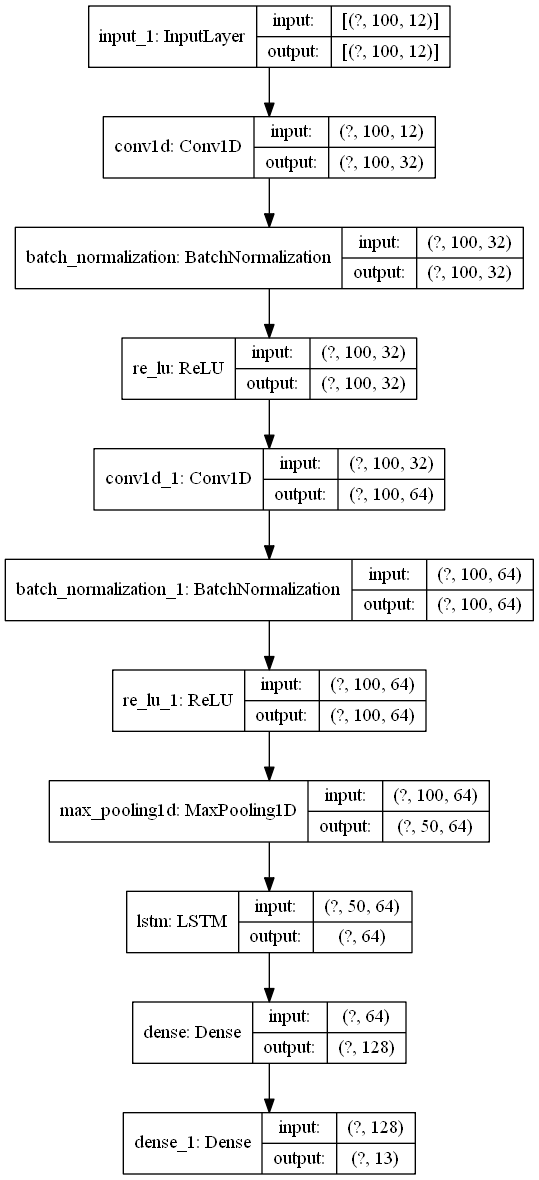 input_1: InputLayer
input:
[(?, 100, 12)]
output:
[(?, 100, 12)]
conv1d: Conv1D
input:
(?, 100, 12)
output:
(?, 100, 32)
batch_normalization: BatchNormalization
input:
(?, 100, 32)
output:
(?, 100, 32)
re_lu: ReLU
input:
(?, 100, 32)
output:
(?, 100, 32)
conv1d_1: Conv1D
input:
(?, 100, 32)
output:
(?, 100, 64)
batch_normalization_1: BatchNormalization
input:
(?, 100, 64)
output:
(?, 100, 64)
re_lu_1: ReLU
input:
(?, 100, 64)
output:
(?, 100, 64)
max_pooling1d: MaxPooling1D
input:
(?, 100, 64)
output:
(?, 50, 64)
lstm: LSTM
input:
(?, 50, 64)
output:
(?, 64)
dense: Dense
input:
(?, 64)
output:
(?, 128)
dense_1: Dense
input:
(?, 128)
output:
(?, 13)